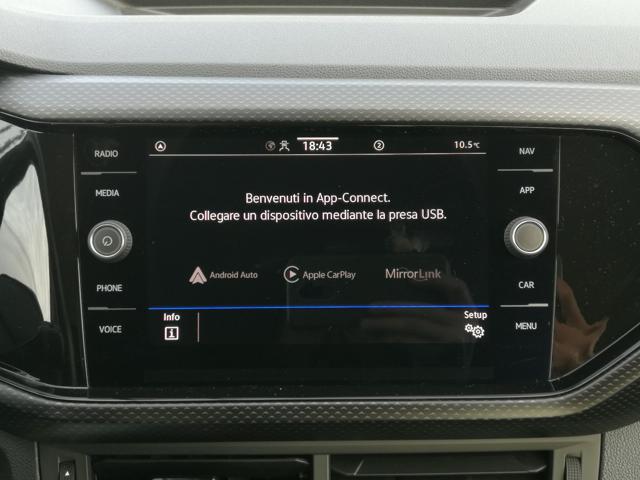 RADIO
MEDIA
PHONE
VOICE
18:43
2
10.5°C
Benvenuti in App-Connect.
Collegare un dispositivo mediante la presa USB.
Android Auto
Apple CarPlay
MirrorLink
Info
i
Setup
NAV
APP
CAR
MENU